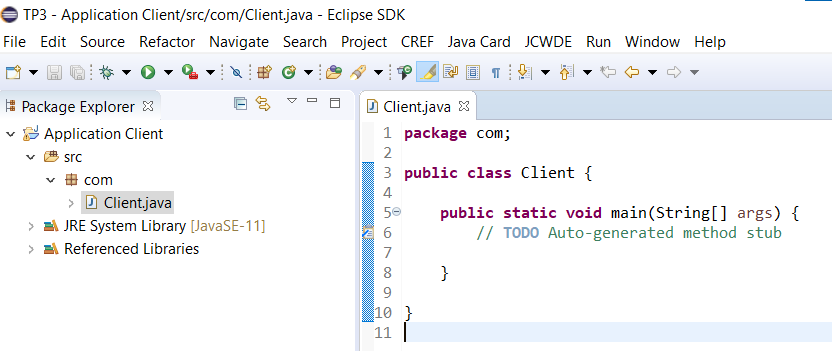 TP3 - Application Client/src/com/Client.java - Eclipse SDK
File Edit Source Refactor Navigate Search Project CREF Java Card JCWDE Run Window Help
Package Explorer
Application Client
src
com
Client.java
JRE System Library [JavaSE-11]
Referenced Libraries
Client.java
1 package com;
2
3 public class Client {
4
5 public static void main(String[] args) {
6 // TODO Auto-generated method stub
7
8 }
9
10 }
11